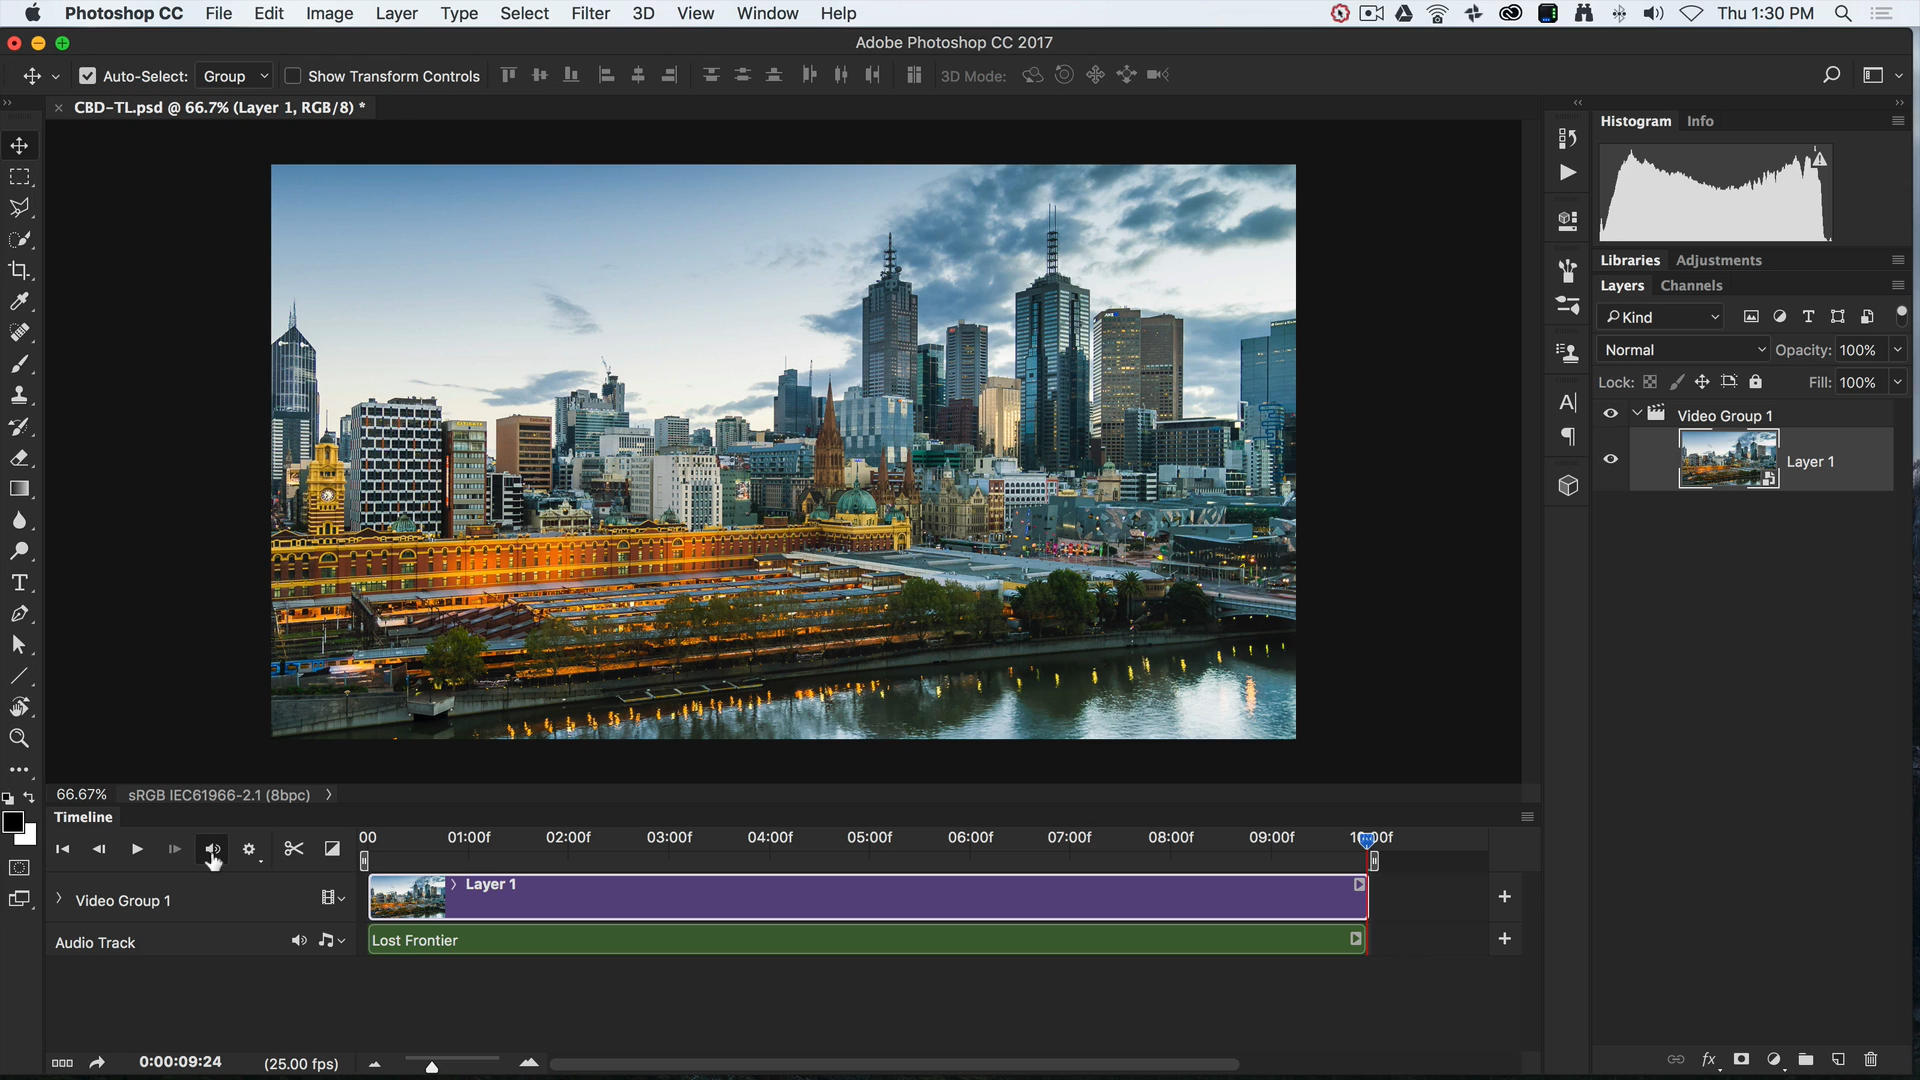 Photoshop CC File Edit Image Layer Type Select Filter 3D View Window Help Thu 1:30 PM
Adobe Photoshop CC 2017
Auto-Select: Group Show Transform Controls 3D Mode:
CBD-TL.psd @ 66.7% (Layer 1, RGB/8) *
Histogram Info
Libraries Adjustments
Layers Channels
Kind
Normal Opacity: 100%
Lock: Fill: 100%
Video Group 1
Layer 1
66.67% sRGB IEC61966-2.1 (8bpc)
Timeline
00 01:00f 02:00f 03:00f 04:00f 05:00f 06:00f 07:00f 08:00f 09:00f 10:00f
Video Group 1 Layer 1
Audio Track Lost Frontier
0:00:09:24 (25.00 fps)
fx